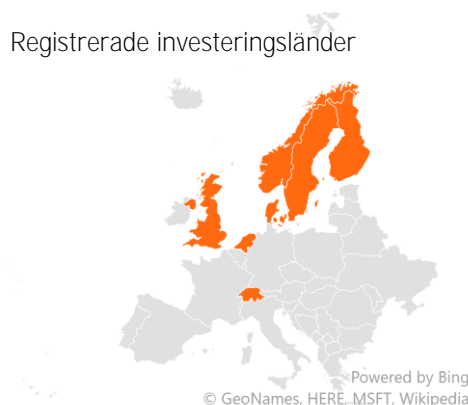 Registrerade investeringsländer
Powered by Bing
© GeoNames, HERE, MSFT, Wikipedia